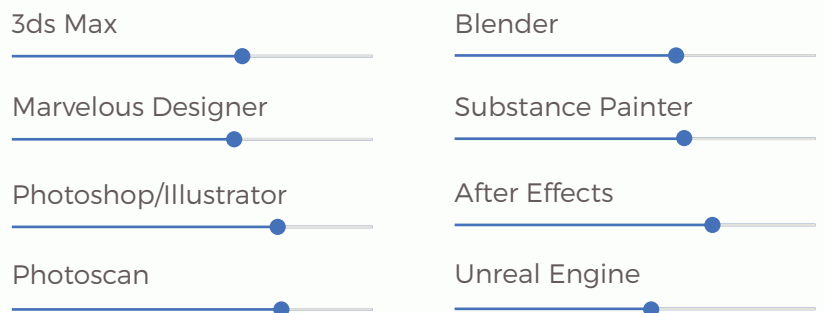 3ds Max
Blender
Marvelous Designer
Substance Painter
Photoshop/Illustrator
After Effects
Photoscan
Unreal Engine